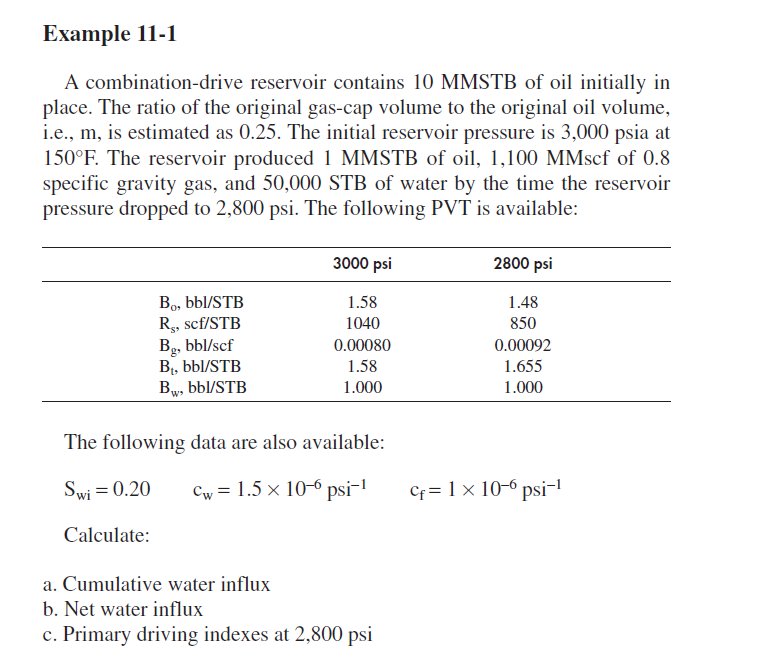 Example 11-1
A combination-drive reservoir contains 10 MMSTB of oil initially in
place. The ratio of the original gas-cap volume to the original oil volume,
i.e., m, is estimated as 0.25. The initial reservoir pressure is 3,000 psia at
150°F. The reservoir produced 1 MMSTB of oil, 1,100 MMscf of 0.8
specific gravity gas, and 50,000 STB of water by the time the reservoir
pressure dropped to 2,800 psi. The following PVT is available:
3000 psi 2800 psi
Bₒ, bbl/STB 1.58 1.48
Rₛ, scf/STB 1040 850
B_g, bbl/scf 0.00080 0.00092
Bₜ, bbl/STB 1.58 1.655
B_w, bbl/STB 1.000 1.000
The following data are also available:
S_wi = 0.20 c_w = 1.5 × 10⁻⁶ psi⁻¹ c_f = 1 × 10⁻⁶ psi⁻¹
Calculate:
a. Cumulative water influx
b. Net water influx
c. Primary driving indexes at 2,800 psi